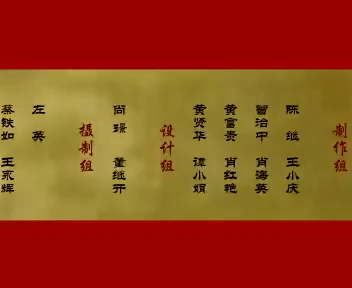 制作组
陈继 王小庆
曾治中 肖海英
黄富贵 肖红艳
黄贤华 谭小娟
设计组
尚璟 董继开
摄制组
左英
蔡铁如 王永辉